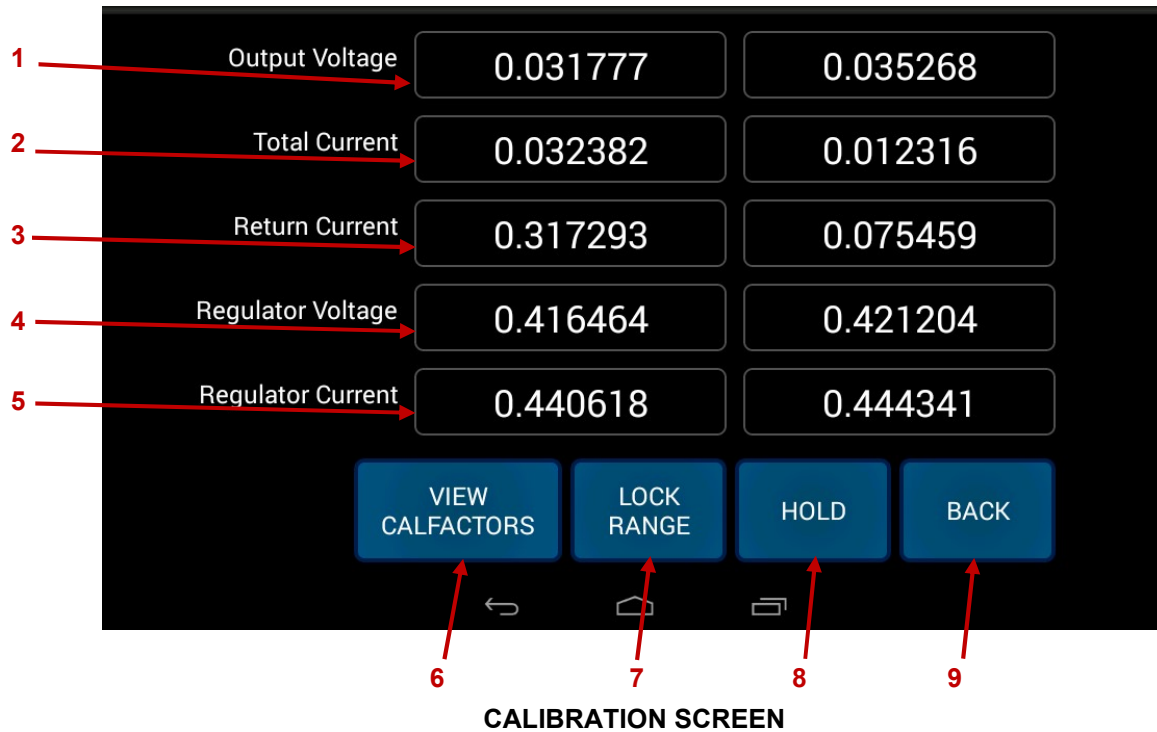 1 Output Voltage 0.031777 0.035268
2 Total Current 0.032382 0.012316
3 Return Current 0.317293 0.075459
4 Regulator Voltage 0.416464 0.421204
5 Regulator Current 0.440618 0.444341
VIEW
CALFACTORS
LOCK
RANGE
HOLD
BACK
6 7 8 9
CALIBRATION SCREEN